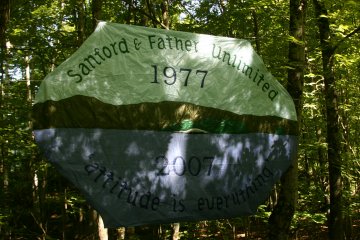 Sanford & Father unlimited
1977
2007
attitude is everything!